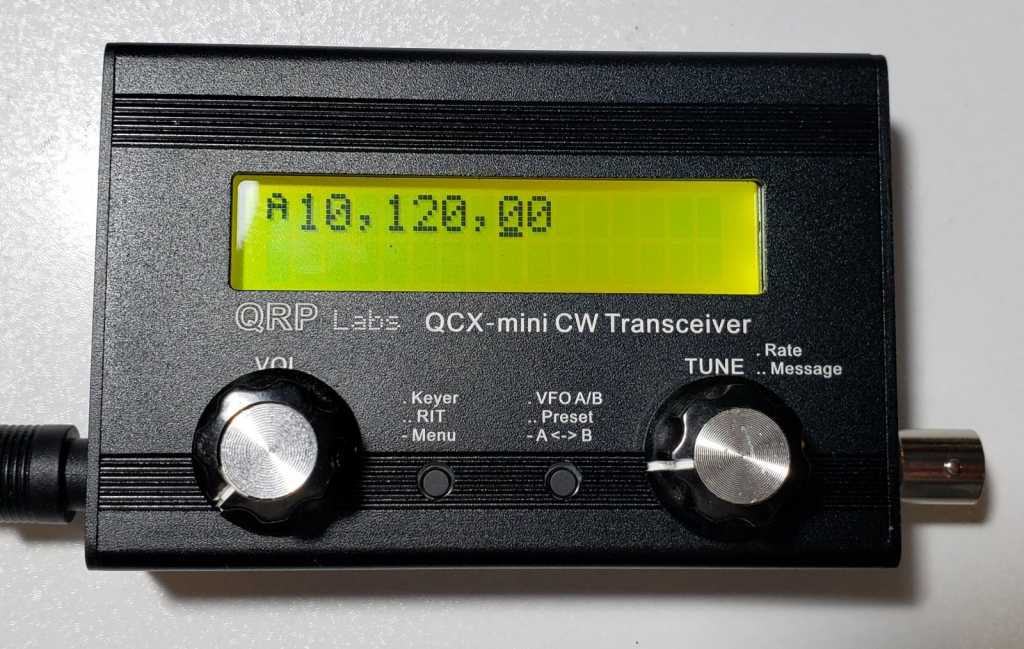 A10,120,00
QRP Labs QCX-mini CW Transceiver
VOL
. Keyer
.. RIT
- Menu
. VFO A/B
.. Preset
- A <-> B
TUNE
. Rate
.. Message